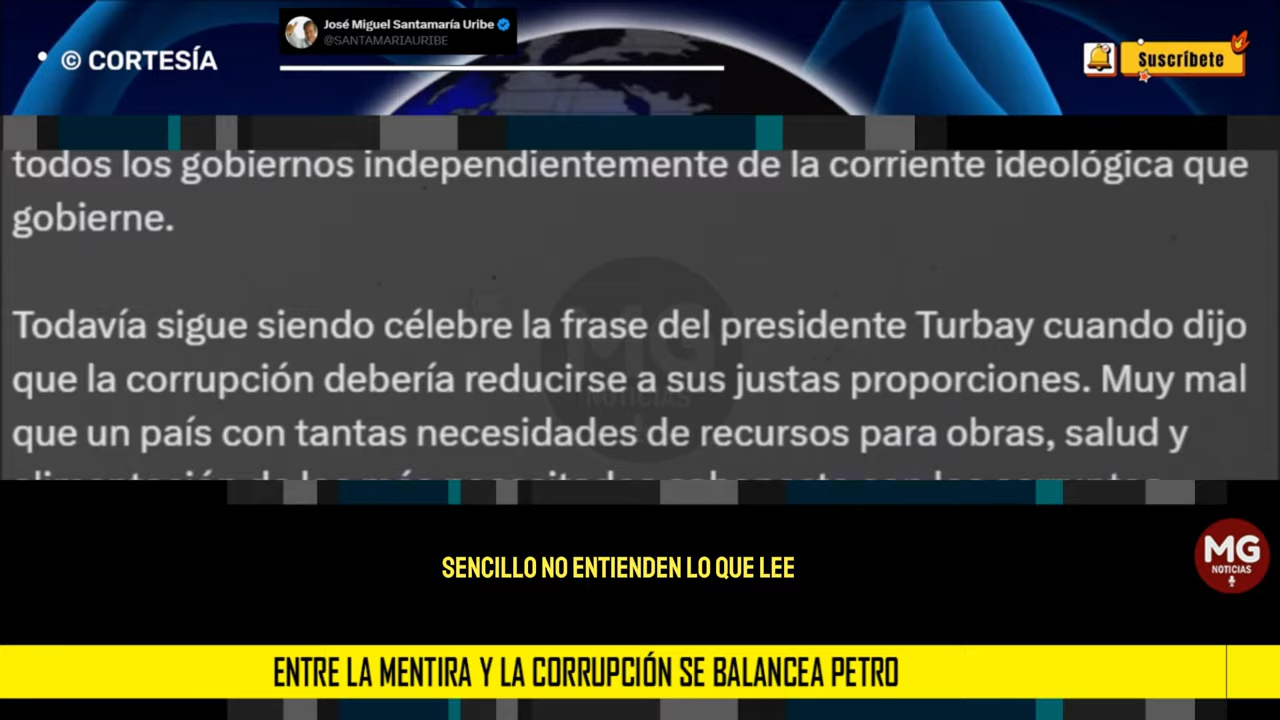 José Miguel Santamaría Uribe
@SANTAMARIAURIBE
© CORTESÍA
Suscríbete
todos los gobiernos independientemente de la corriente ideológica que
gobierne.
Todavía sigue siendo célebre la frase del presidente Turbay cuando dijo
que la corrupción debería reducirse a sus justas proporciones. Muy mal
que un país con tantas necesidades de recursos para obras, salud y
SENCILLO NO ENTIENDEN LO QUE LEE
MG
NOTICIAS
ENTRE LA MENTIRA Y LA CORRUPCIÓN SE BALANCEA PETRO